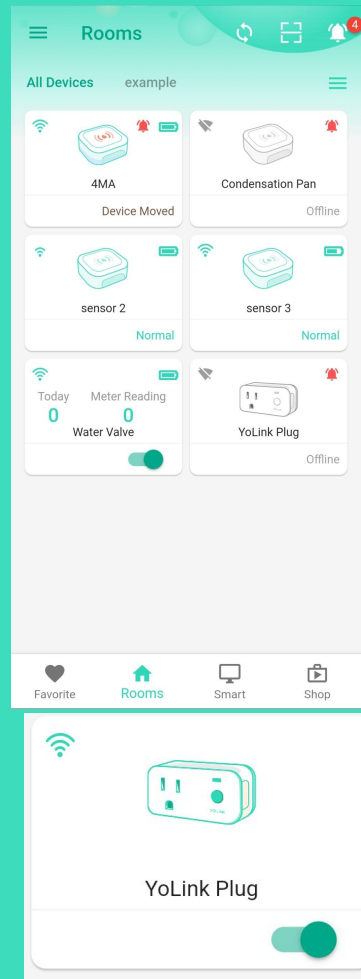 Rooms
4
All Devices example
4MA
Device Moved
Condensation Pan
Offline
sensor 2
Normal
sensor 3
Normal
Today Meter Reading
0 0
Water Valve
YoLink Plug
Offline
Favorite Rooms Smart Shop
YoLink Plug